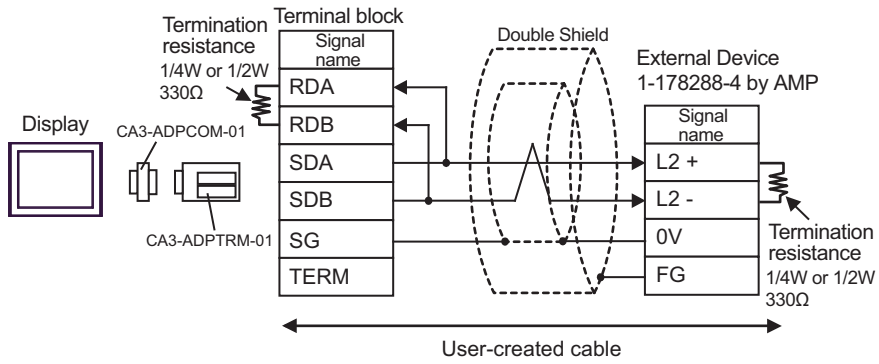 Terminal block
Termination
resistance
1/4W or 1/2W
330Ω
Signal
name
RDA
RDB
SDA
SDB
SG
TERM
Display
CA3-ADPCOM-01
CA3-ADPTRM-01
Double Shield
External Device
1-178288-4 by AMP
Signal
name
L2 +
L2 -
0V
FG
Termination
resistance
1/4W or 1/2W
330Ω
User-created cable